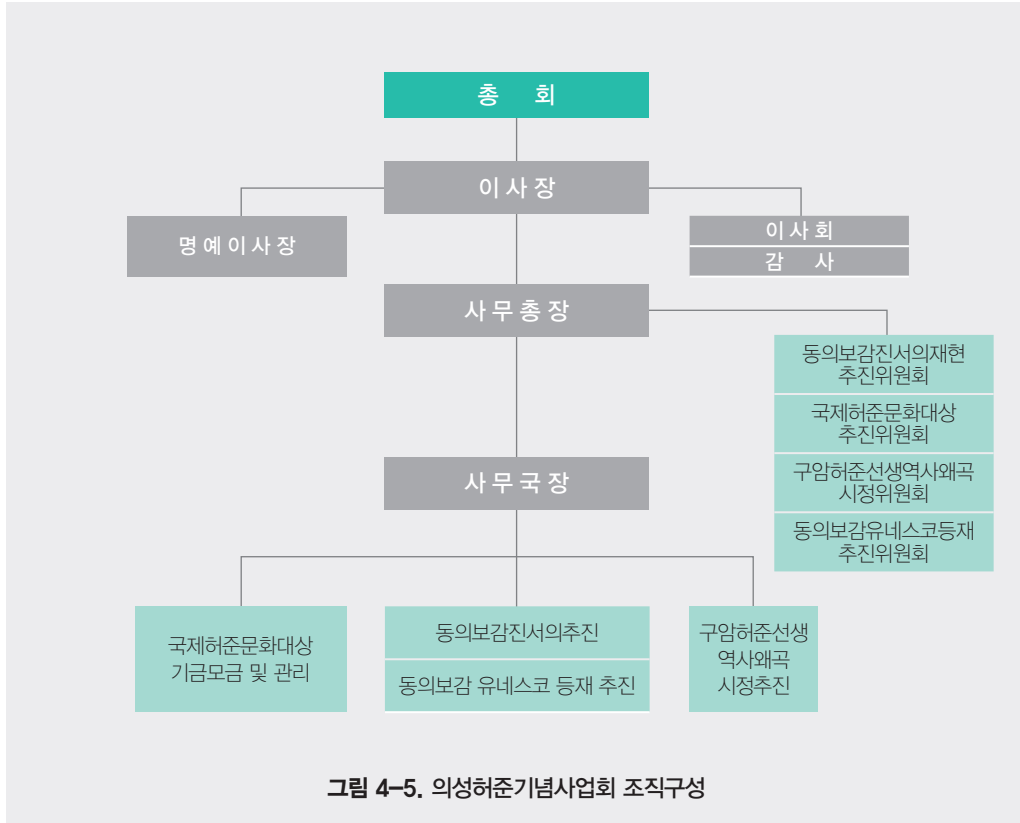 총 회
이사장
명예이사장
이사회
감 사
사무총장
동의보감진서의재현
추진위원회
국제허준문화대상
추진위원회
구암허준선생역사왜곡
시정위원회
동의보감유네스코등재
추진위원회
사무국장
국제허준문화대상
기금모금 및 관리
동의보감진서의추진
동의보감 유네스코 등재 추진
구암허준선생
역사왜곡
시정추진
그림 4-5. 의성허준기념사업회 조직구성